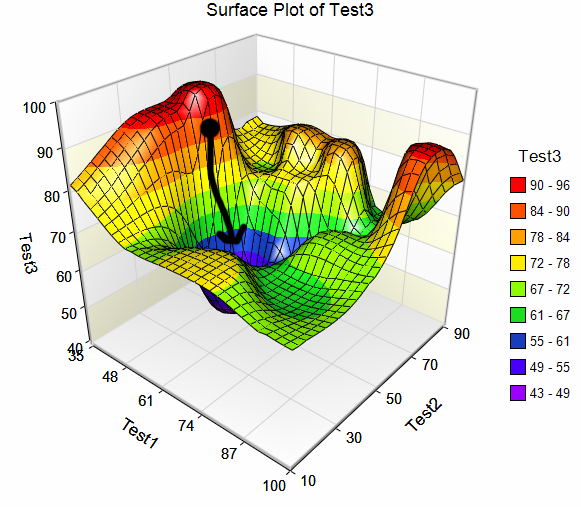 Surface Plot of Test3
100
90
80
70
60
50
40
Test3
35
48
61
74
87
100
Test1
10
30
50
70
90
Test2
Test3
90 - 96
84 - 90
78 - 84
72 - 78
67 - 72
61 - 67
55 - 61
49 - 55
43 - 49